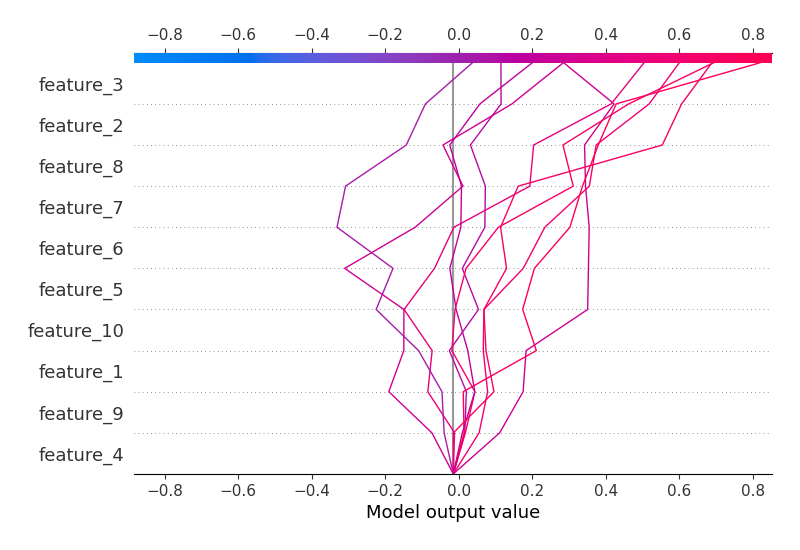 −0.8 −0.6 −0.4 −0.2 0.0 0.2 0.4 0.6 0.8
feature_3
feature_2
feature_8
feature_7
feature_6
feature_5
feature_10
feature_1
feature_9
feature_4
−0.8 −0.6 −0.4 −0.2 0.0 0.2 0.4 0.6 0.8
Model output value